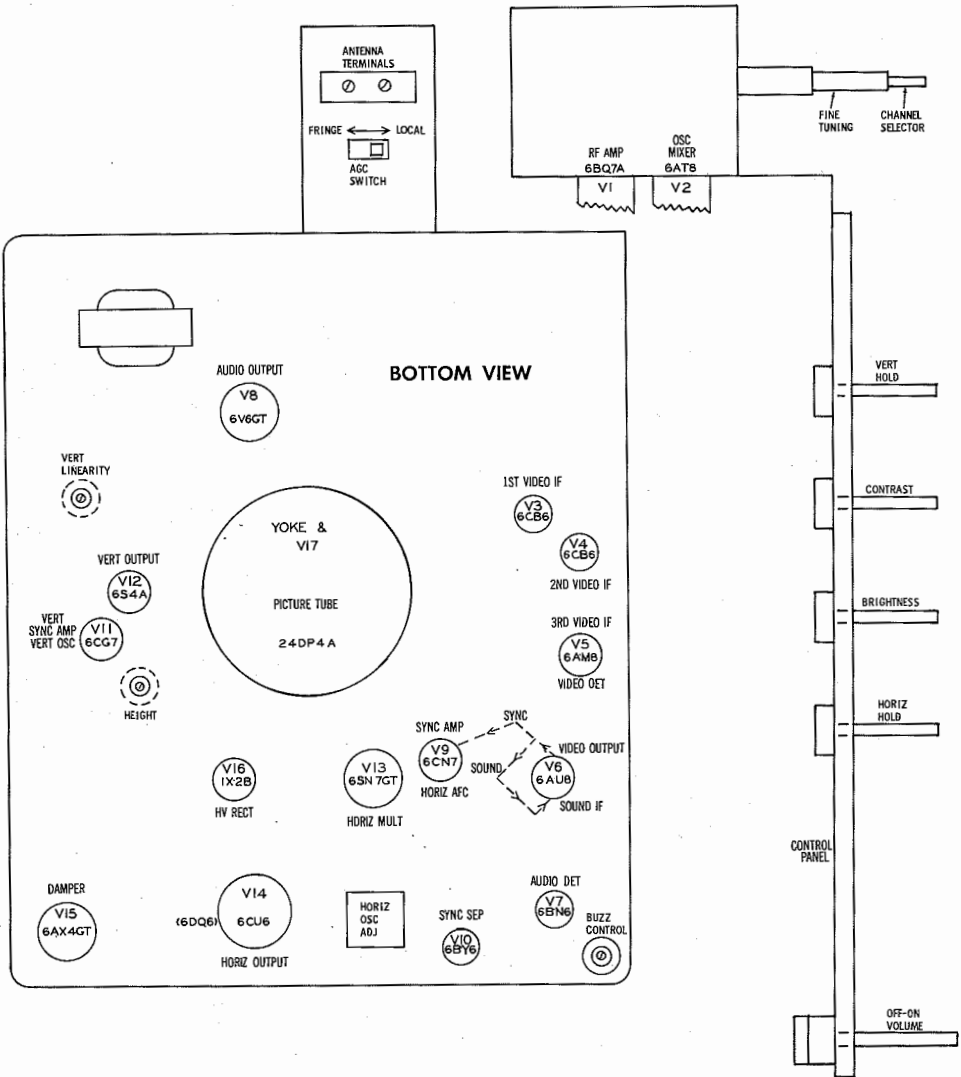 ANTENNA
TERMINALS
FRINGE
LOCAL
AGC
SWITCH
RF AMP
6BQ7A
V1
OSC
MIXER
6AT8
V2
FINE
TUNING
CHANNEL
SELECTOR
BOTTOM VIEW
AUDIO OUTPUT
V8
6V6GT
VERT
LINEARITY
VERT
HOLD
CONTRAST
1ST VIDEO IF
V3
6CB6
V4
6CB6
2ND VIDEO IF
YOKE &
V17
PICTURE TUBE
24DP4A
VERT OUTPUT
V12
6S4A
VERT
SYNC AMP
VERT OSC
V11
6CG7
HEIGHT
3RD VIDEO IF
V5
6AM8
VIDEO OET
BRIGHTNESS
HORIZ
HOLD
SYNC
SYNC AMP
V9
6CN7
HORIZ AFC
SOUND
VIDEO OUTPUT
V6
6AU8
SOUND IF
V16
1X2B
HV RECT
V13
6SN7GT
HDRIZ MULT
CONTROL
PANEL
DAMPER
V15
6AX4GT
(6DQ6)
V14
6CU6
HORIZ OUTPUT
HORIZ
OSC
ADJ
SYNC SEP
V10
6BY6
AUDIO DET
V7
6BN6
BUZZ
CONTROL
OFF-ON
VOLUME